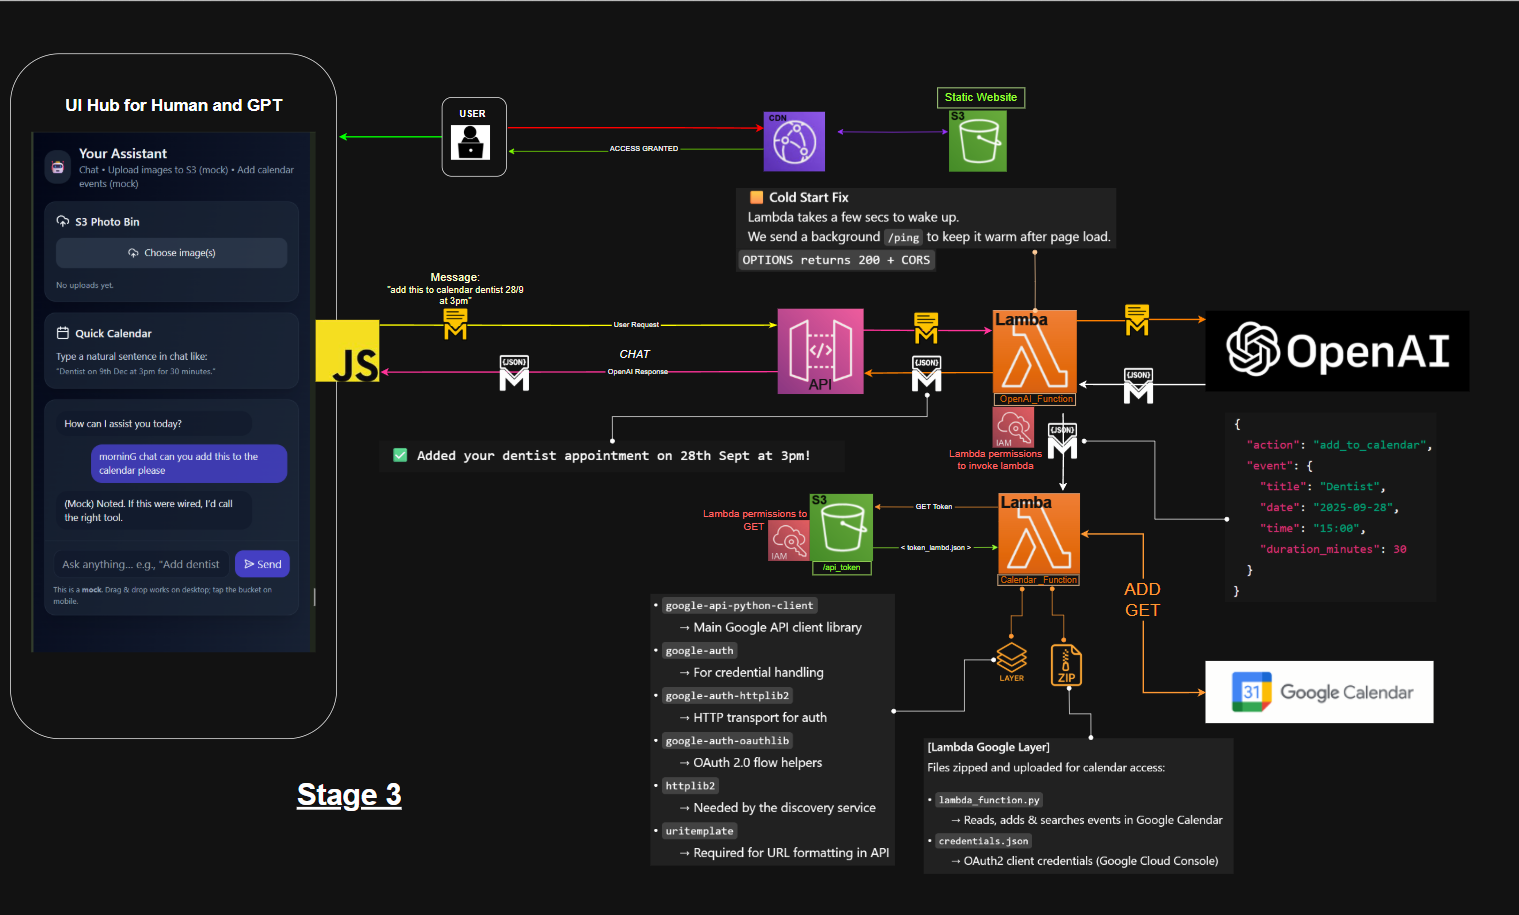 UI Hub for Human and GPT
Your Assistant
Chat • Upload images to S3 (mock) • Add calendar
events (mock)
S3 Photo Bin
Choose image(s)
No uploads yet.
Quick Calendar
Type a natural sentence in chat like:
"Dentist on 9th Dec at 3pm for 30 minutes."
How can I assist you today?
morninG chat can you add this to the
calendar please
(Mock) Noted. If this were wired, I'd call
the right tool.
Ask anything... e.g., "Add dentist
Send
This is a mock. Drag & drop works on desktop; tap the bucket on
mobile.
Stage 3
JS
USER
ACCESS GRANTED
CDN
Static Website
S3
Cold Start Fix
Lambda takes a few secs to wake up.
We send a background /ping to keep it warm after page load.
OPTIONS returns 200 + CORS
Message:
"add this to calendar dentist 28/9
at 3pm"
User Request
CHAT
OpenAI Response
{JSON}
API
{JSON}
Lamba
OpenAI_Function
{JSON}
OpenAI
✅ Added your dentist appointment on 28th Sept at 3pm!
IAM
Lambda permissions
to invoke lambda
{JSON}
{
"action": "add_to_calendar",
"event": {
"title": "Dentist",
"date": "2025-09-28",
"time": "15:00",
"duration_minutes": 30
}
}
Lambda permissions to
GET
IAM
S3
/api_token
GET Token
< token_lambd.json >
Lamba
Calendar_Function
ADD
GET
31 Google Calendar
LAYER
ZIP
• google-api-python-client
→ Main Google API client library
• google-auth
→ For credential handling
• google-auth-httplib2
→ HTTP transport for auth
• google-auth-oauthlib
→ OAuth 2.0 flow helpers
• httplib2
→ Needed by the discovery service
• uritemplate
→ Required for URL formatting in API
[Lambda Google Layer]
Files zipped and uploaded for calendar access:
• lambda_function.py
→ Reads, adds & searches events in Google Calendar
• credentials.json
→ OAuth2 client credentials (Google Cloud Console)